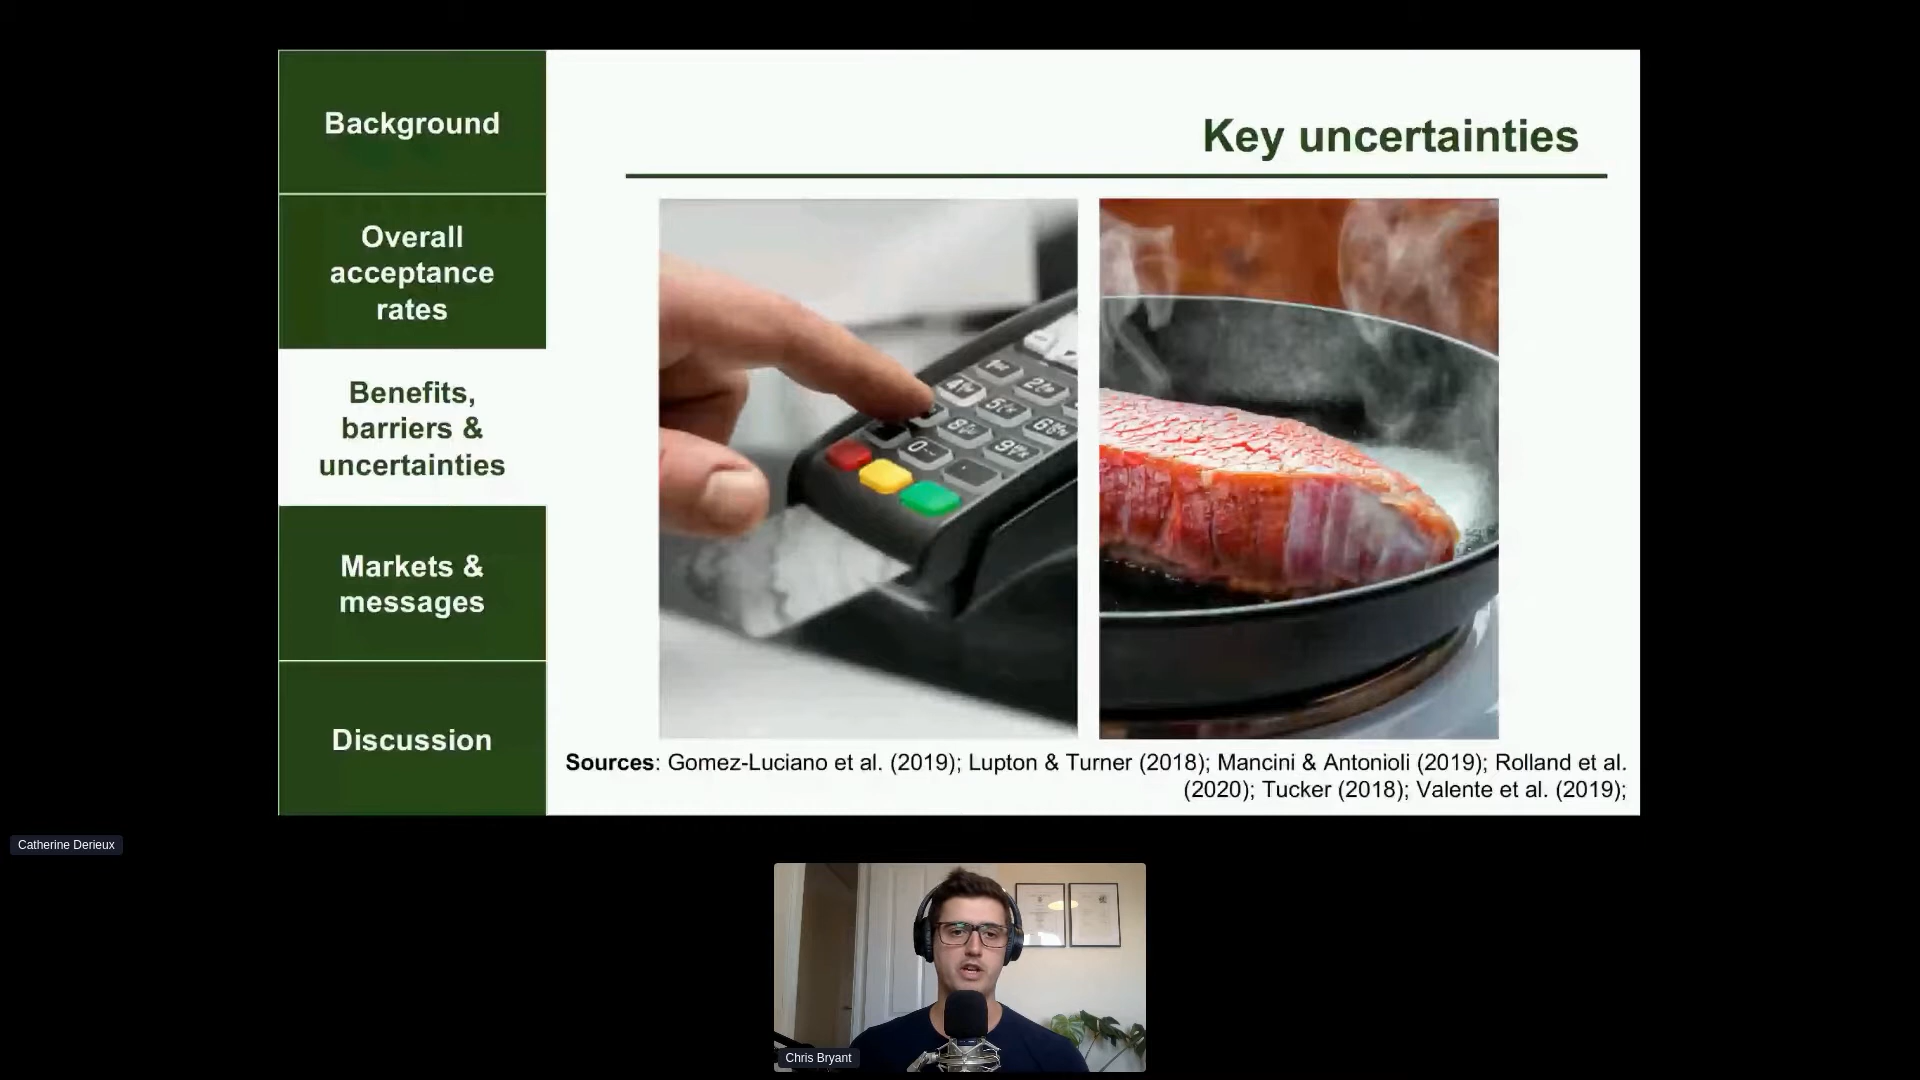 Background
Overall
acceptance
rates
Benefits,
barriers &
uncertainties
Markets &
messages
Discussion
Key uncertainties
Sources: Gomez-Luciano et al. (2019); Lupton & Turner (2018); Mancini & Antonioli (2019); Rolland et al.
(2020); Tucker (2018); Valente et al. (2019);
Catherine Derieux
Chris Bryant